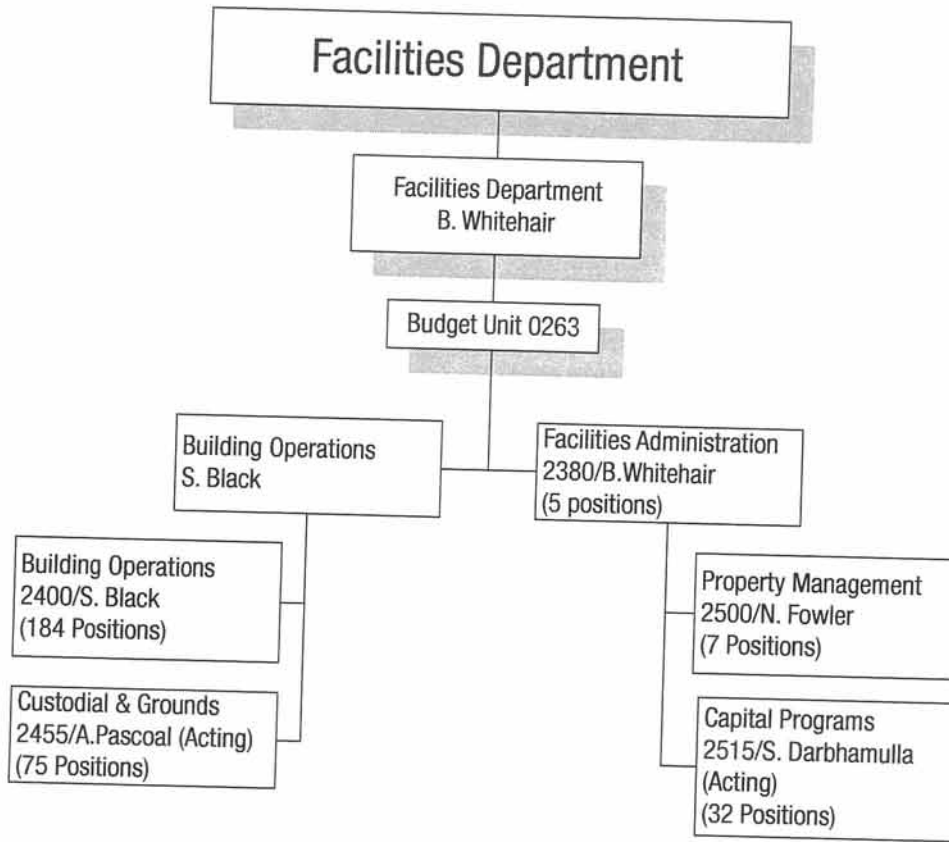 Facilities Department
Facilities Department
B. Whitehair
Budget Unit 0263
Building Operations
S. Black
Facilities Administration
2380/B.Whitehair
(5 positions)
Building Operations
2400/S. Black
(184 Positions)
Custodial & Grounds
2455/A.Pascoal (Acting)
(75 Positions)
Property Management
2500/N. Fowler
(7 Positions)
Capital Programs
2515/S. Darbhamulla
(Acting)
(32 Positions)